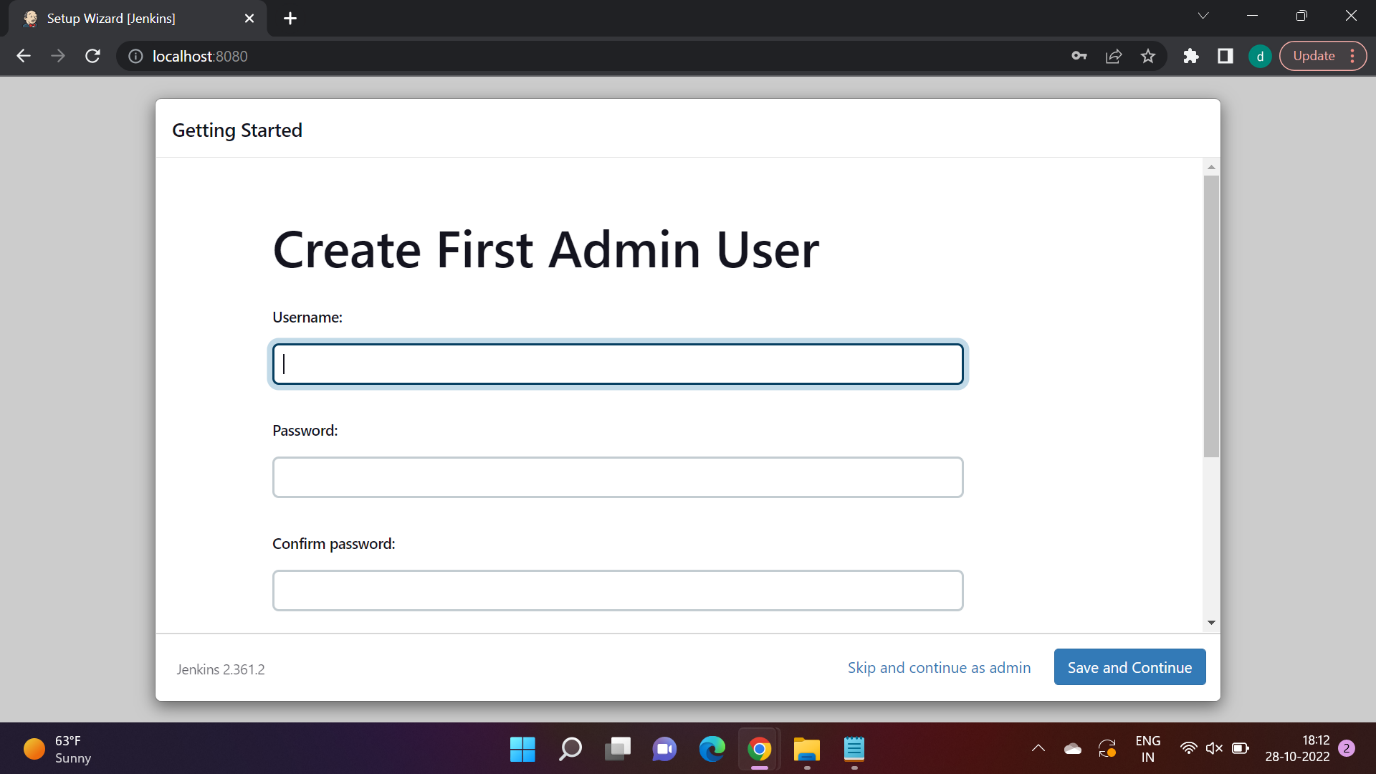 Setup Wizard [Jenkins]
localhost:8080
d
Update
Getting Started
Create First Admin User
Username:
Password:
Confirm password:
Jenkins 2.361.2
Skip and continue as admin
Save and Continue
63°F
Sunny
ENG
IN
18:12
28-10-2022
2